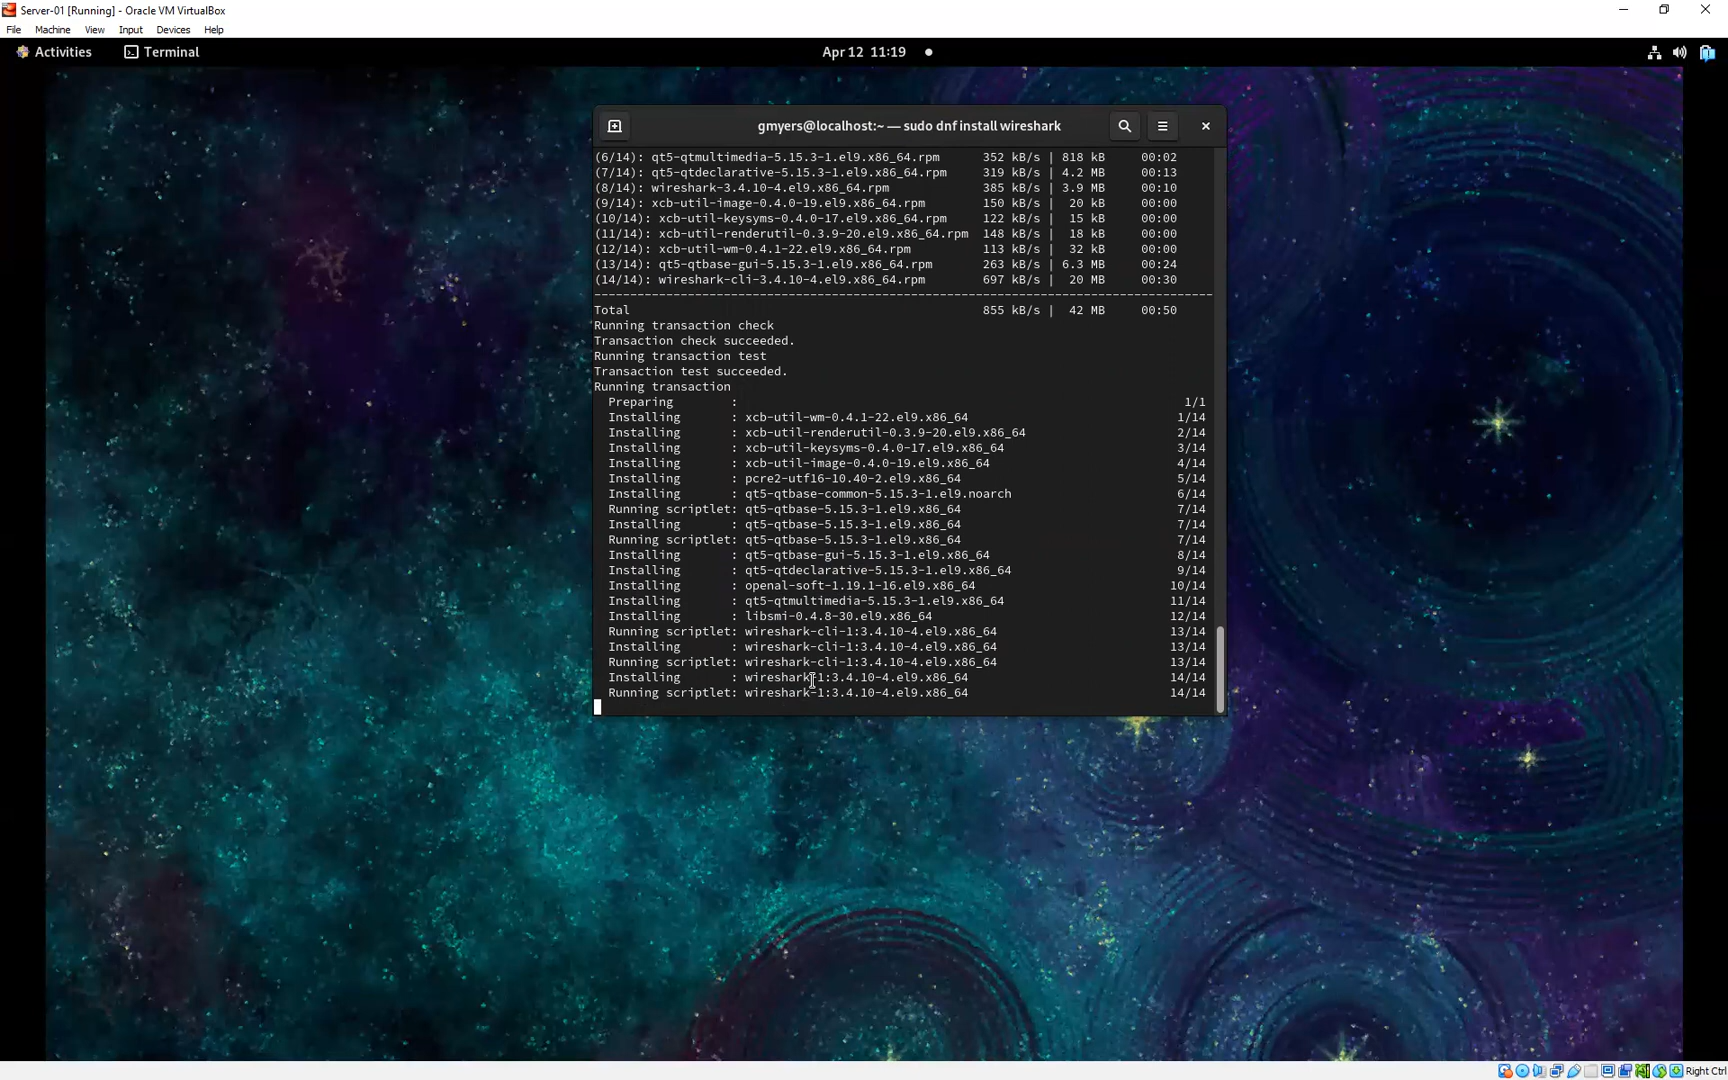 Server-01 [Running] - Oracle VM VirtualBox
File Machine View Input Devices Help
Activities Terminal Apr 12 11:19
gmyers@localhost:~ — sudo dnf install wireshark
(6/14): qt5-qtmultimedia-5.15.3-1.el9.x86_64.rpm 352 kB/s | 818 kB 00:02
(7/14): qt5-qtdeclarative-5.15.3-1.el9.x86_64.rpm 319 kB/s | 4.2 MB 00:13
(8/14): wireshark-3.4.10-4.el9.x86_64.rpm 385 kB/s | 3.9 MB 00:10
(9/14): xcb-util-image-0.4.0-19.el9.x86_64.rpm 150 kB/s | 20 kB 00:00
(10/14): xcb-util-keysyms-0.4.0-17.el9.x86_64.rpm 122 kB/s | 15 kB 00:00
(11/14): xcb-util-renderutil-0.3.9-20.el9.x86_64.rpm 148 kB/s | 18 kB 00:00
(12/14): xcb-util-wm-0.4.1-22.el9.x86_64.rpm 113 kB/s | 32 kB 00:00
(13/14): qt5-qtbase-gui-5.15.3-1.el9.x86_64.rpm 263 kB/s | 6.3 MB 00:24
(14/14): wireshark-cli-3.4.10-4.el9.x86_64.rpm 697 kB/s | 20 MB 00:30
--------------------------------------------------------------------------------
Total 855 kB/s | 42 MB 00:50
Running transaction check
Transaction check succeeded.
Running transaction test
Transaction test succeeded.
Running transaction
Preparing : 1/1
Installing : xcb-util-wm-0.4.1-22.el9.x86_64 1/14
Installing : xcb-util-renderutil-0.3.9-20.el9.x86_64 2/14
Installing : xcb-util-keysyms-0.4.0-17.el9.x86_64 3/14
Installing : xcb-util-image-0.4.0-19.el9.x86_64 4/14
Installing : pcre2-utf16-10.40-2.el9.x86_64 5/14
Installing : qt5-qtbase-common-5.15.3-1.el9.noarch 6/14
Running scriptlet: qt5-qtbase-5.15.3-1.el9.x86_64 7/14
Installing : qt5-qtbase-5.15.3-1.el9.x86_64 7/14
Running scriptlet: qt5-qtbase-5.15.3-1.el9.x86_64 7/14
Installing : qt5-qtbase-gui-5.15.3-1.el9.x86_64 8/14
Installing : qt5-qtdeclarative-5.15.3-1.el9.x86_64 9/14
Installing : openal-soft-1.19.1-16.el9.x86_64 10/14
Installing : qt5-qtmultimedia-5.15.3-1.el9.x86_64 11/14
Installing : libsmi-0.4.8-30.el9.x86_64 12/14
Running scriptlet: wireshark-cli-1:3.4.10-4.el9.x86_64 13/14
Installing : wireshark-cli-1:3.4.10-4.el9.x86_64 13/14
Running scriptlet: wireshark-cli-1:3.4.10-4.el9.x86_64 13/14
Installing : wireshark-1:3.4.10-4.el9.x86_64 14/14
Running scriptlet: wireshark-1:3.4.10-4.el9.x86_64 14/14
Right Ctrl